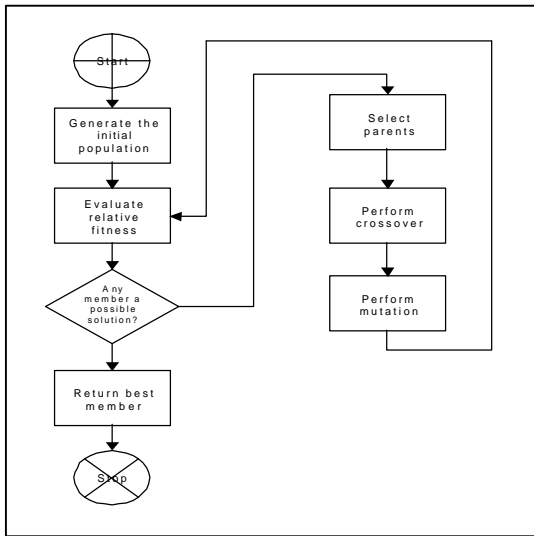 Start
Generate the
initial
population
Evaluate
relative
fitness
Any
member a
possible
solution?
Return best
member
Stop
Select
parents
Perform
crossover
Perform
mutation